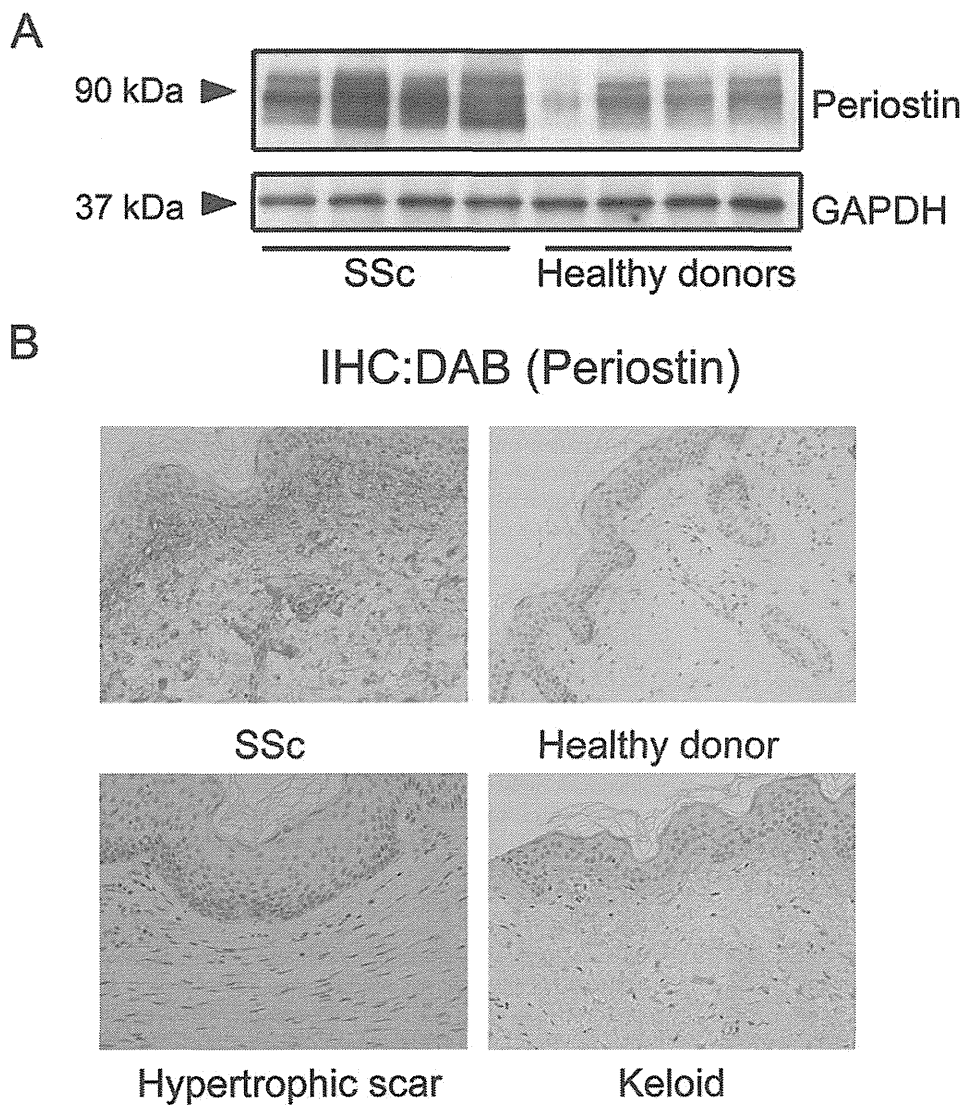 A
90 kDa
Periostin
37 kDa
GAPDH
SSc
Healthy donors
B
IHC:DAB (Periostin)
SSc
Healthy donor
Hypertrophic scar
Keloid